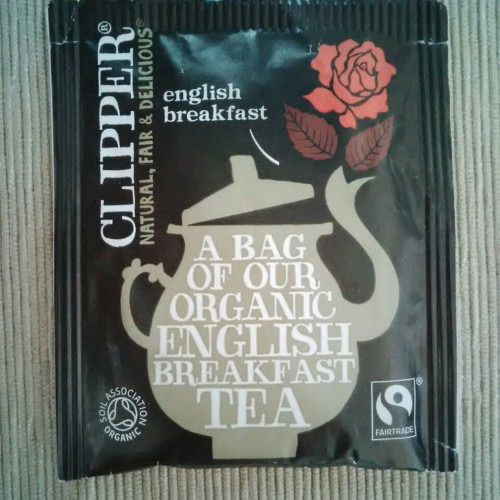 CLIPPER®
NATURAL, FAIR & DELICIOUS®
english
breakfast
A BAG
OF OUR
ORGANIC
ENGLISH
BREAKFAST
TEA
SOIL ASSOCIATION
ORGANIC
®
FAIRTRADE